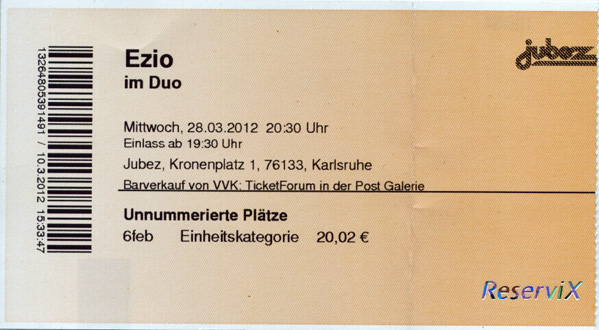 Ezio
im Duo
jubez
Mittwoch, 28.03.2012 20:30 Uhr
Einlass ab 19:30 Uhr
Jubez, Kronenplatz 1, 76133, Karlsruhe
Barverkauf von VVK: TicketForum in der Post Galerie
Unnummerierte Plätze
6feb Einheitskategorie 20,02 €
ReserviX
13264805391491 / 10.3.2012 15:33:47